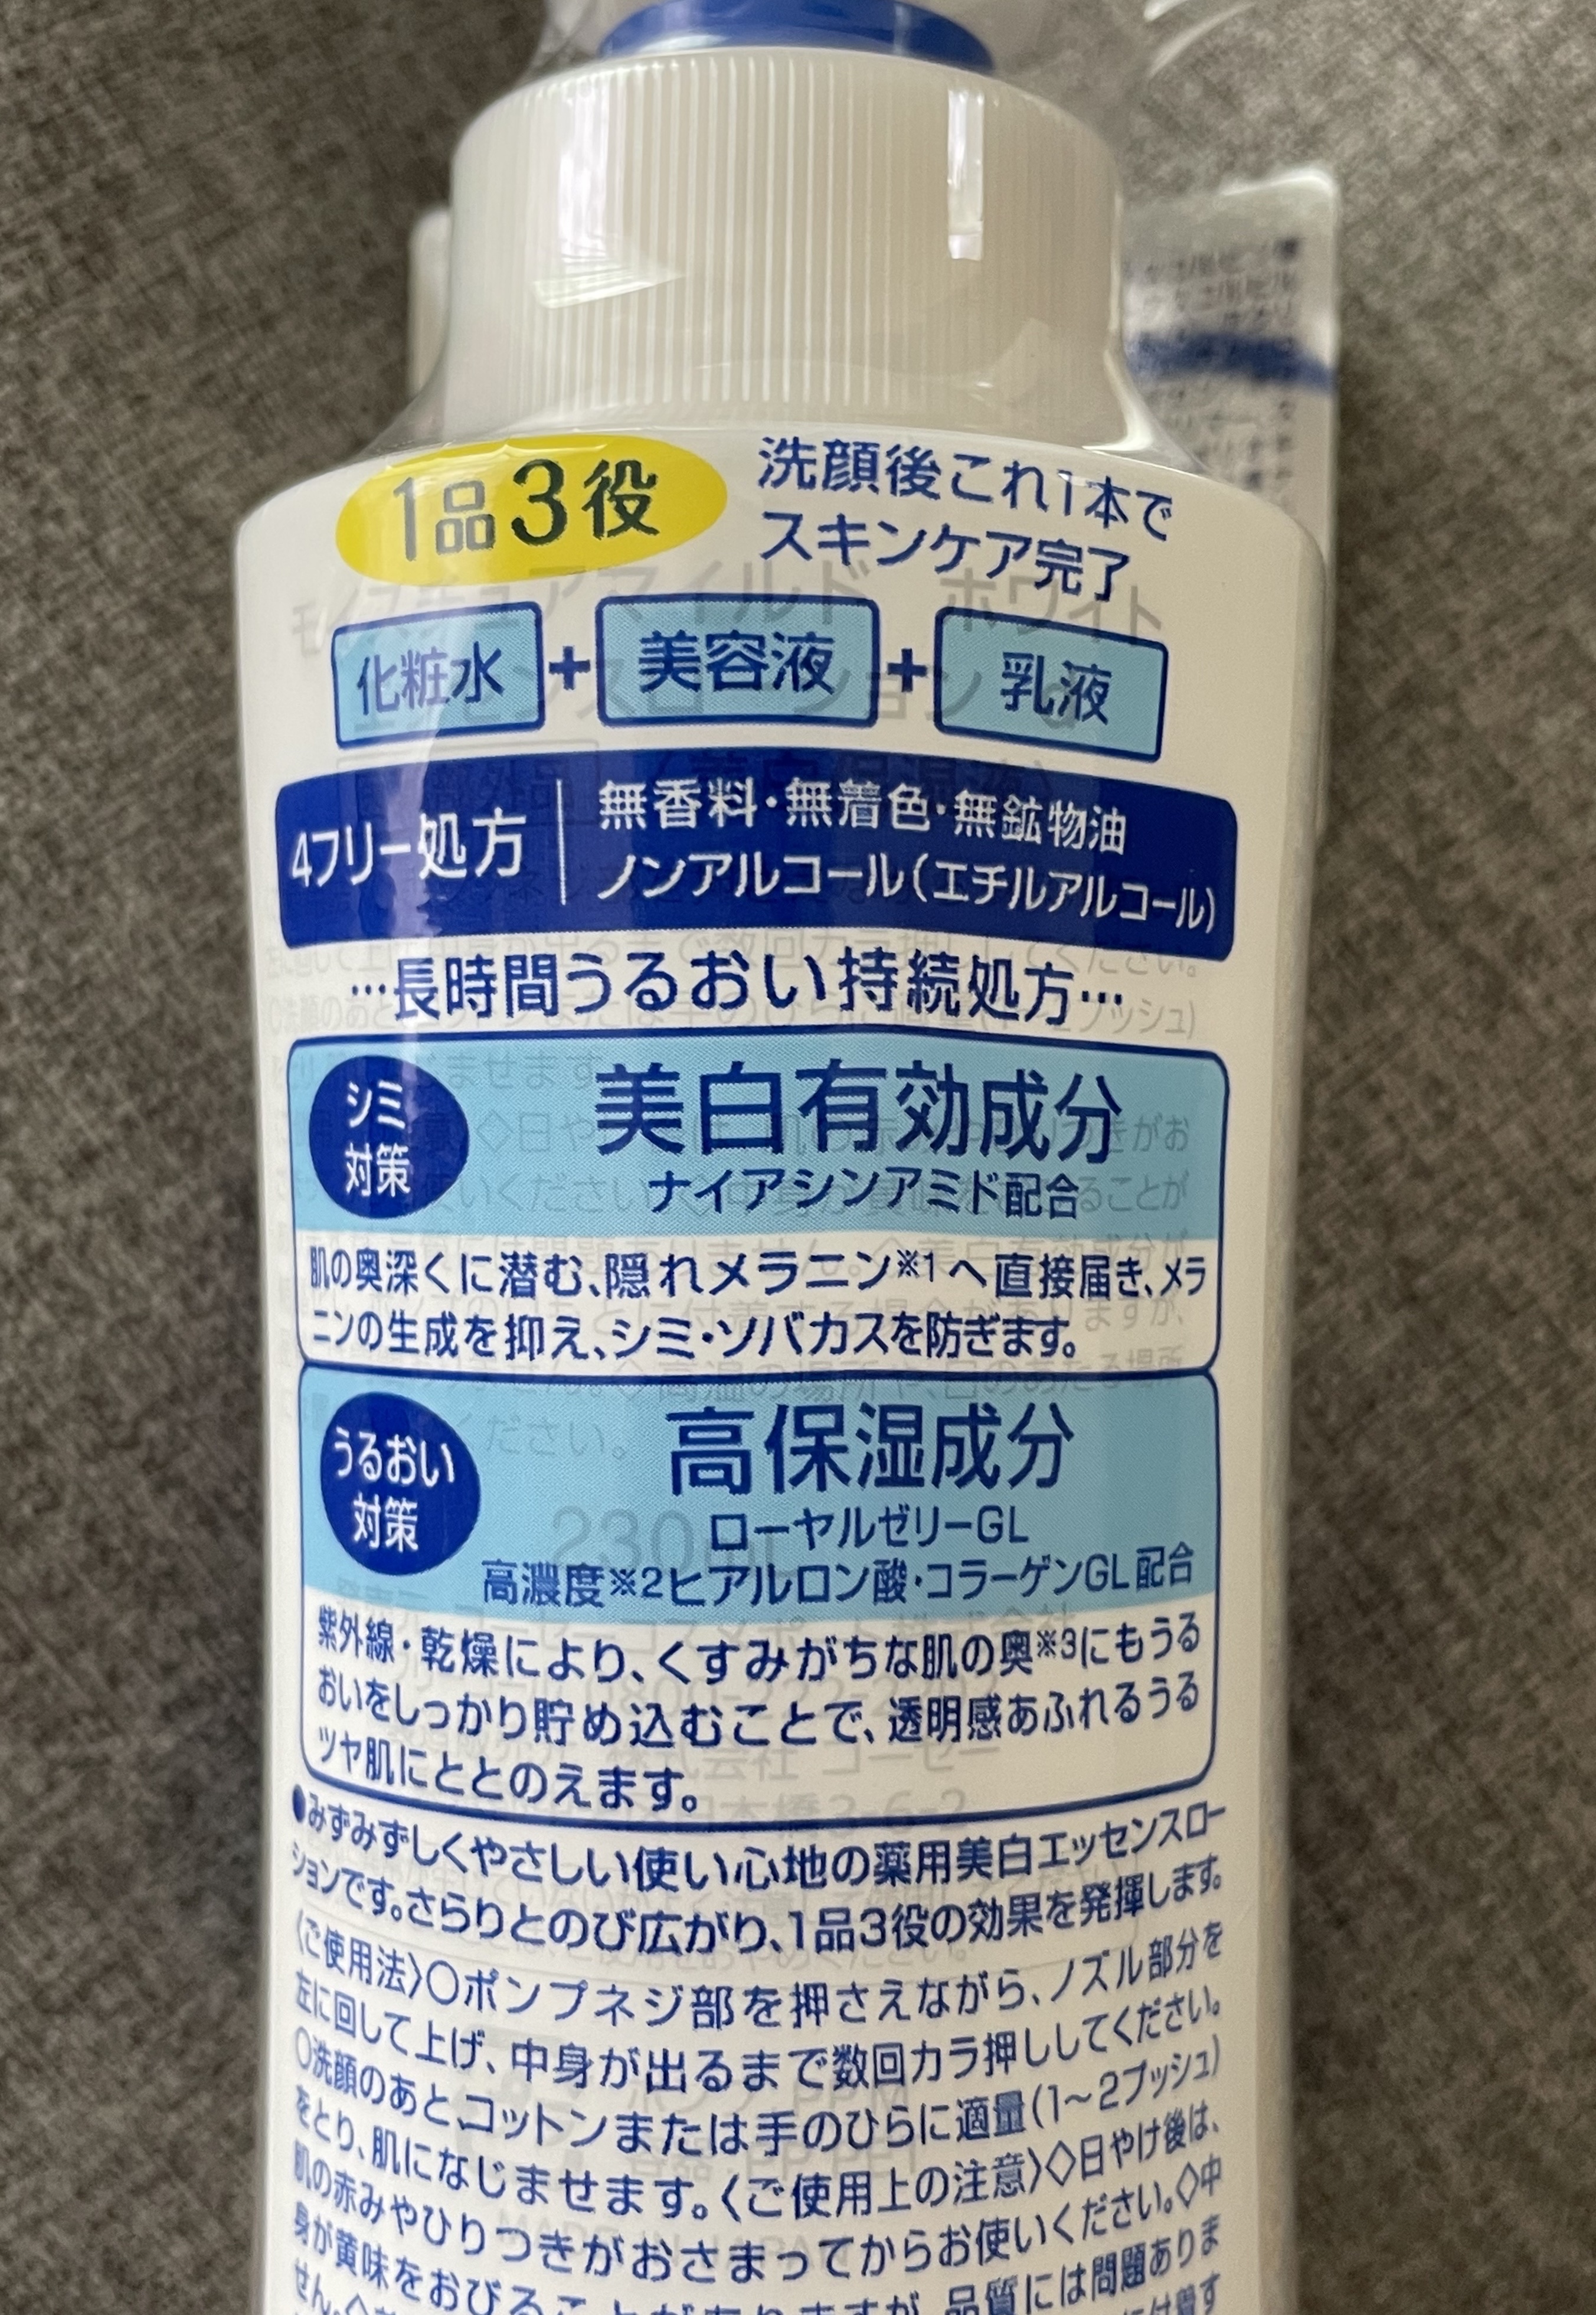 1品3役
洗顔後これ1本で
スキンケア完了
化粧水+美容液+乳液
4フリー処方
無香料・無着色・無鉱物油
ノンアルコール(エチルアルコール)
…長時間うるおい持続処方…
シミ
対策
美白有効成分
ナイアシンアミド配合
肌の奥深くに潜む、隠れメラニン※1へ直接届き、メラ
ニンの生成を抑え、シミ・ソバカスを防ぎます。
うるおい
対策
高保湿成分
ローヤルゼリーGL
高濃度※2ヒアルロン酸・コラーゲンGL配合
紫外線・乾燥により、くすみがちな肌の奥※3にもうる
おいをしっかり貯め込むことで、透明感あふれるうる
ツヤ肌にととのえます。
●みずみずしくやさしい使い心地の薬用美白エッセンスロー
ションです。さらりとのび広がり、1品3役の効果を発揮します。
〈ご使用法〉○ポンプネジ部を押さえながら、ノズル部分を
左に回して上げ、中身が出るまで数回カラ押ししてください。
○洗顔のあと、コットンまたは手のひらに適量(1〜2プッシュ)
をとり、肌になじませます。〈ご使用上の注意〉◇日やけ後は、
肌の赤みやひりつきがおさまってからお使いください。◇中
身が黄味をおびることがありますが、品質には問題ありま
せん。